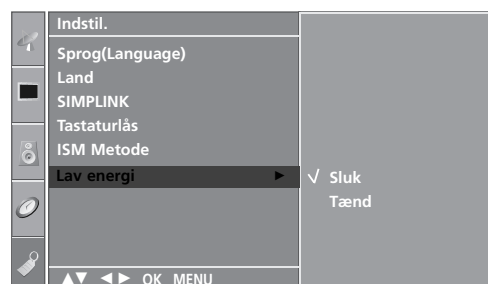 Indstil.
Sprog(Language)
Land
SIMPLINK
Tastaturlås
ISM Metode
Lav energi ►
√ Sluk
Tænd
▲▼ ◄► OK MENU